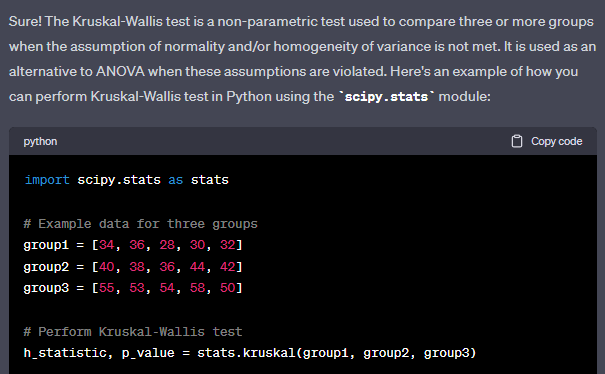 Sure! The Kruskal-Wallis test is a non-parametric test used to compare three or more groups
when the assumption of normality and/or homogeneity of variance is not met. It is used as an
alternative to ANOVA when these assumptions are violated. Here's an example of how you
can perform Kruskal-Wallis test in Python using the `scipy.stats` module:
python
Copy code
import scipy.stats as stats
# Example data for three groups
group1 = [34, 36, 28, 30, 32]
group2 = [40, 38, 36, 44, 42]
group3 = [55, 53, 54, 58, 50]
# Perform Kruskal-Wallis test
h_statistic, p_value = stats.kruskal(group1, group2, group3)